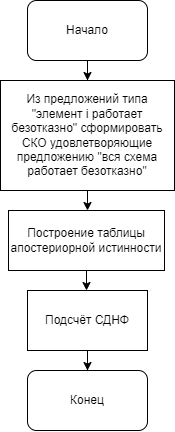 Начало
Из предложений типа
"элемент i работает
безотказно" сформировать
СКО удовлетворяющие
предложению "вся схема
работает безотказно"
Построение таблицы
апостериорной истинности
Подсчёт СДНФ
Конец